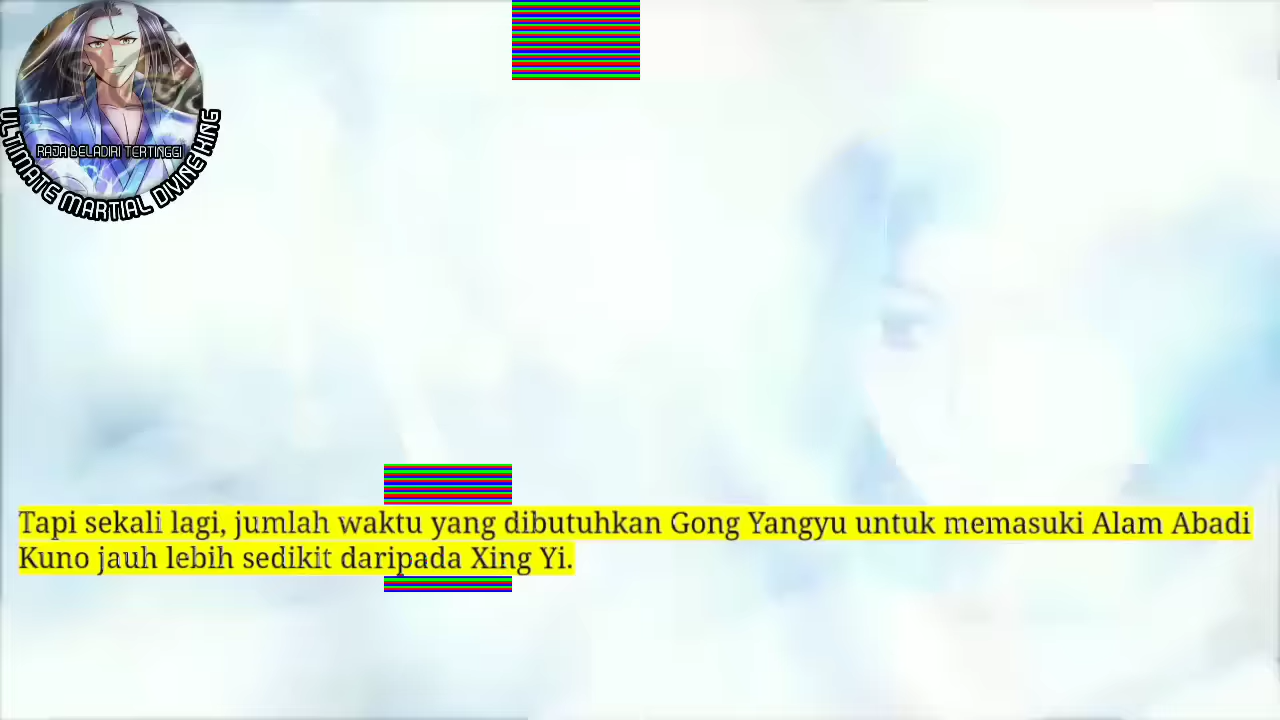 RAJA BELADIRI TERTINGGI
ULTIMATE MARTIAL DIVINE KING
Tapi sekali lagi, jumlah waktu yang dibutuhkan Gong Yangyu untuk memasuki Alam Abadi
Kuno jauh lebih sedikit daripada Xing Yi.